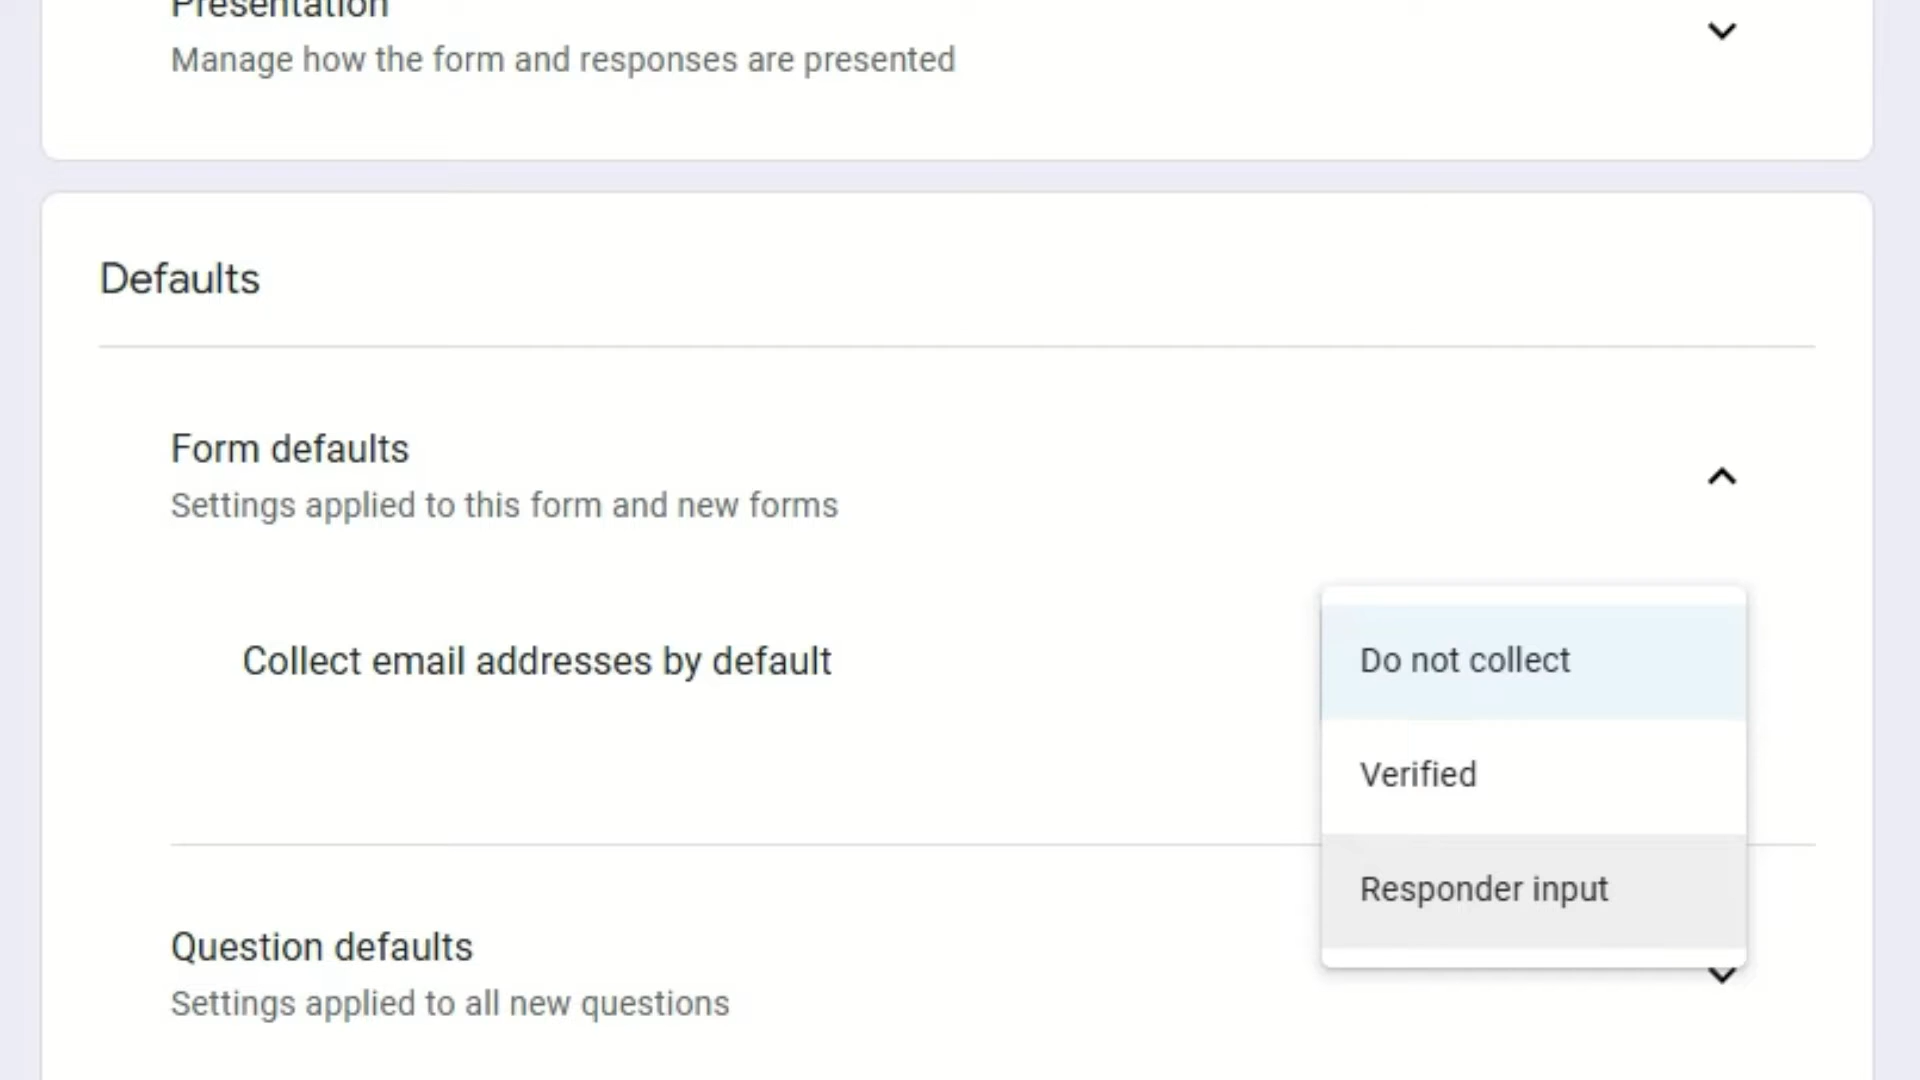 Presentation
Manage how the form and responses are presented
Defaults
Form defaults
Settings applied to this form and new forms
Collect email addresses by default
Do not collect
Verified
Responder input
Question defaults
Settings applied to all new questions